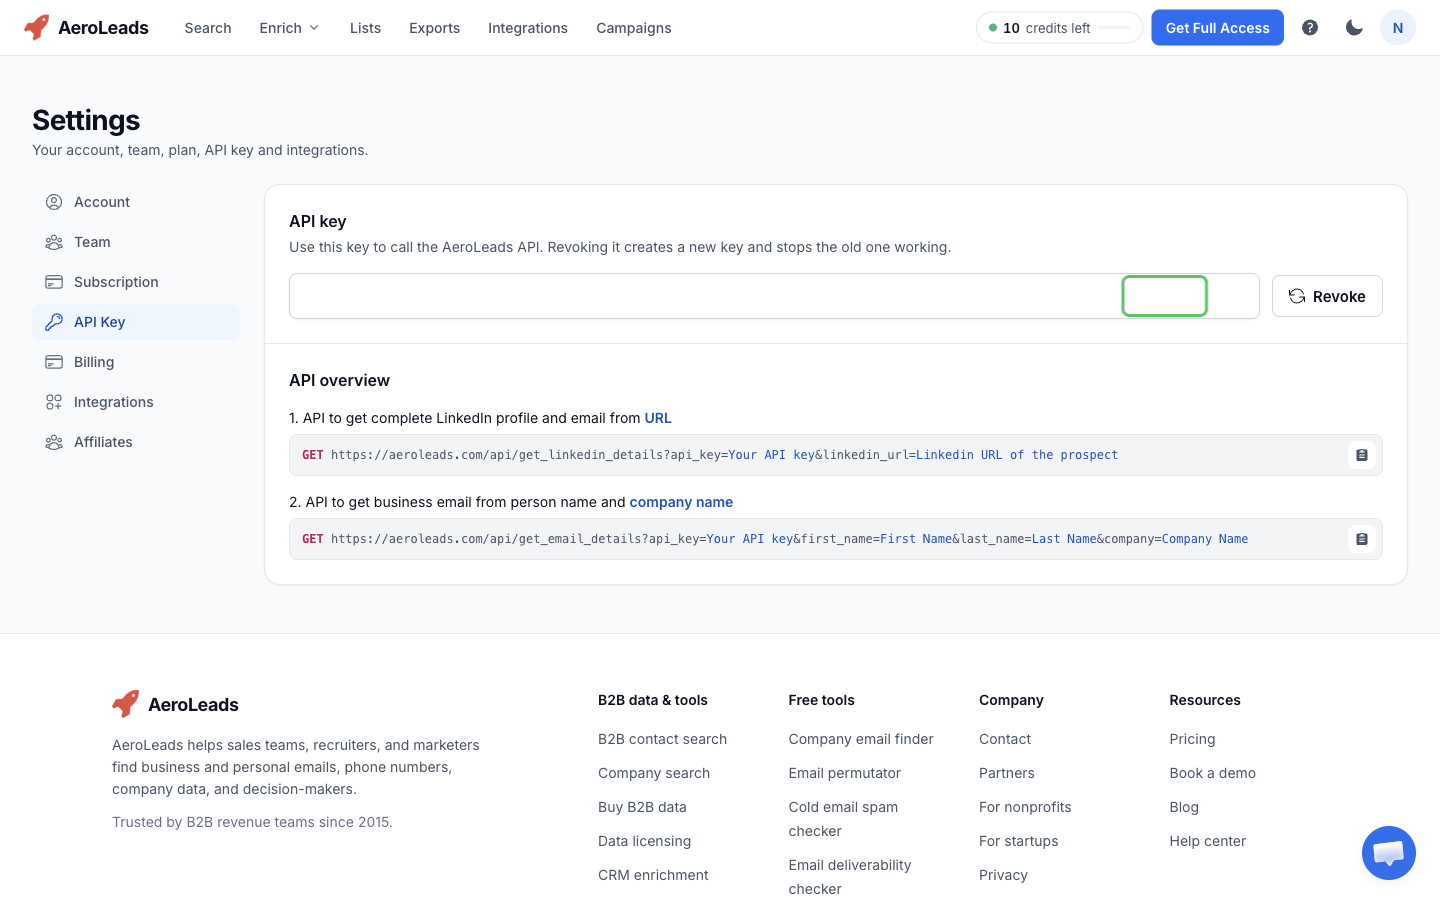 AeroLeads
Search
Enrich
Lists
Exports
Integrations
Campaigns
10 credits left
Get Full Access
N
Settings
Your account, team, plan, API key and integrations.
Account
Team
Subscription
API Key
Billing
Integrations
Affiliates
API key
Use this key to call the AeroLeads API. Revoking it creates a new key and stops the old one working.
Revoke
API overview
1. API to get complete LinkedIn profile and email from URL
GET https://aeroleads.com/api/get_linkedin_details?api_key=Your API key&linkedin_url=Linkedin URL of the prospect
2. API to get business email from person name and company name
GET https://aeroleads.com/api/get_email_details?api_key=Your API key&first_name=First Name&last_name=Last Name&company=Company Name
AeroLeads
AeroLeads helps sales teams, recruiters, and marketers
find business and personal emails, phone numbers,
company data, and decision-makers.
Trusted by B2B revenue teams since 2015.
B2B data & tools
B2B contact search
Company search
Buy B2B data
Data licensing
CRM enrichment
Free tools
Company email finder
Email permutator
Cold email spam
checker
Email deliverability
checker
Company
Contact
Partners
For nonprofits
For startups
Privacy
Resources
Pricing
Book a demo
Blog
Help center